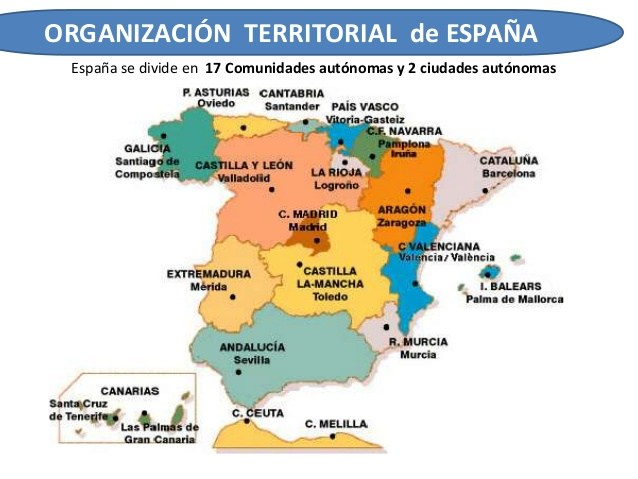 ORGANIZACIÓN TERRITORIAL de ESPAÑA
España se divide en 17 Comunidades autónomas y 2 ciudades autónomas
P. ASTURIAS
Oviedo
CANTABRIA
Santander
PAÍS VASCO
Vitoria-Gasteiz
C.F. NAVARRA
Pamplona
Iruña
GALICIA
Santiago de
Compostela
CASTILLA Y LEÓN
Valladolid
LA RIOJA
Logroño
CATALUÑA
Barcelona
C. MADRID
Madrid
ARAGÓN
Zaragoza
C VALENCIANA
Valencia/València
EXTREMADURA
Mérida
CASTILLA
LA-MANCHA
Toledo
I. BALEARS
Palma de Mallorca
ANDALUCÍA
Sevilla
R. MURCIA
Murcia
CANARIAS
Santa Cruz
de Tenerife
Las Palmas de
Gran Canaria
C. CEUTA
C. MELILLA